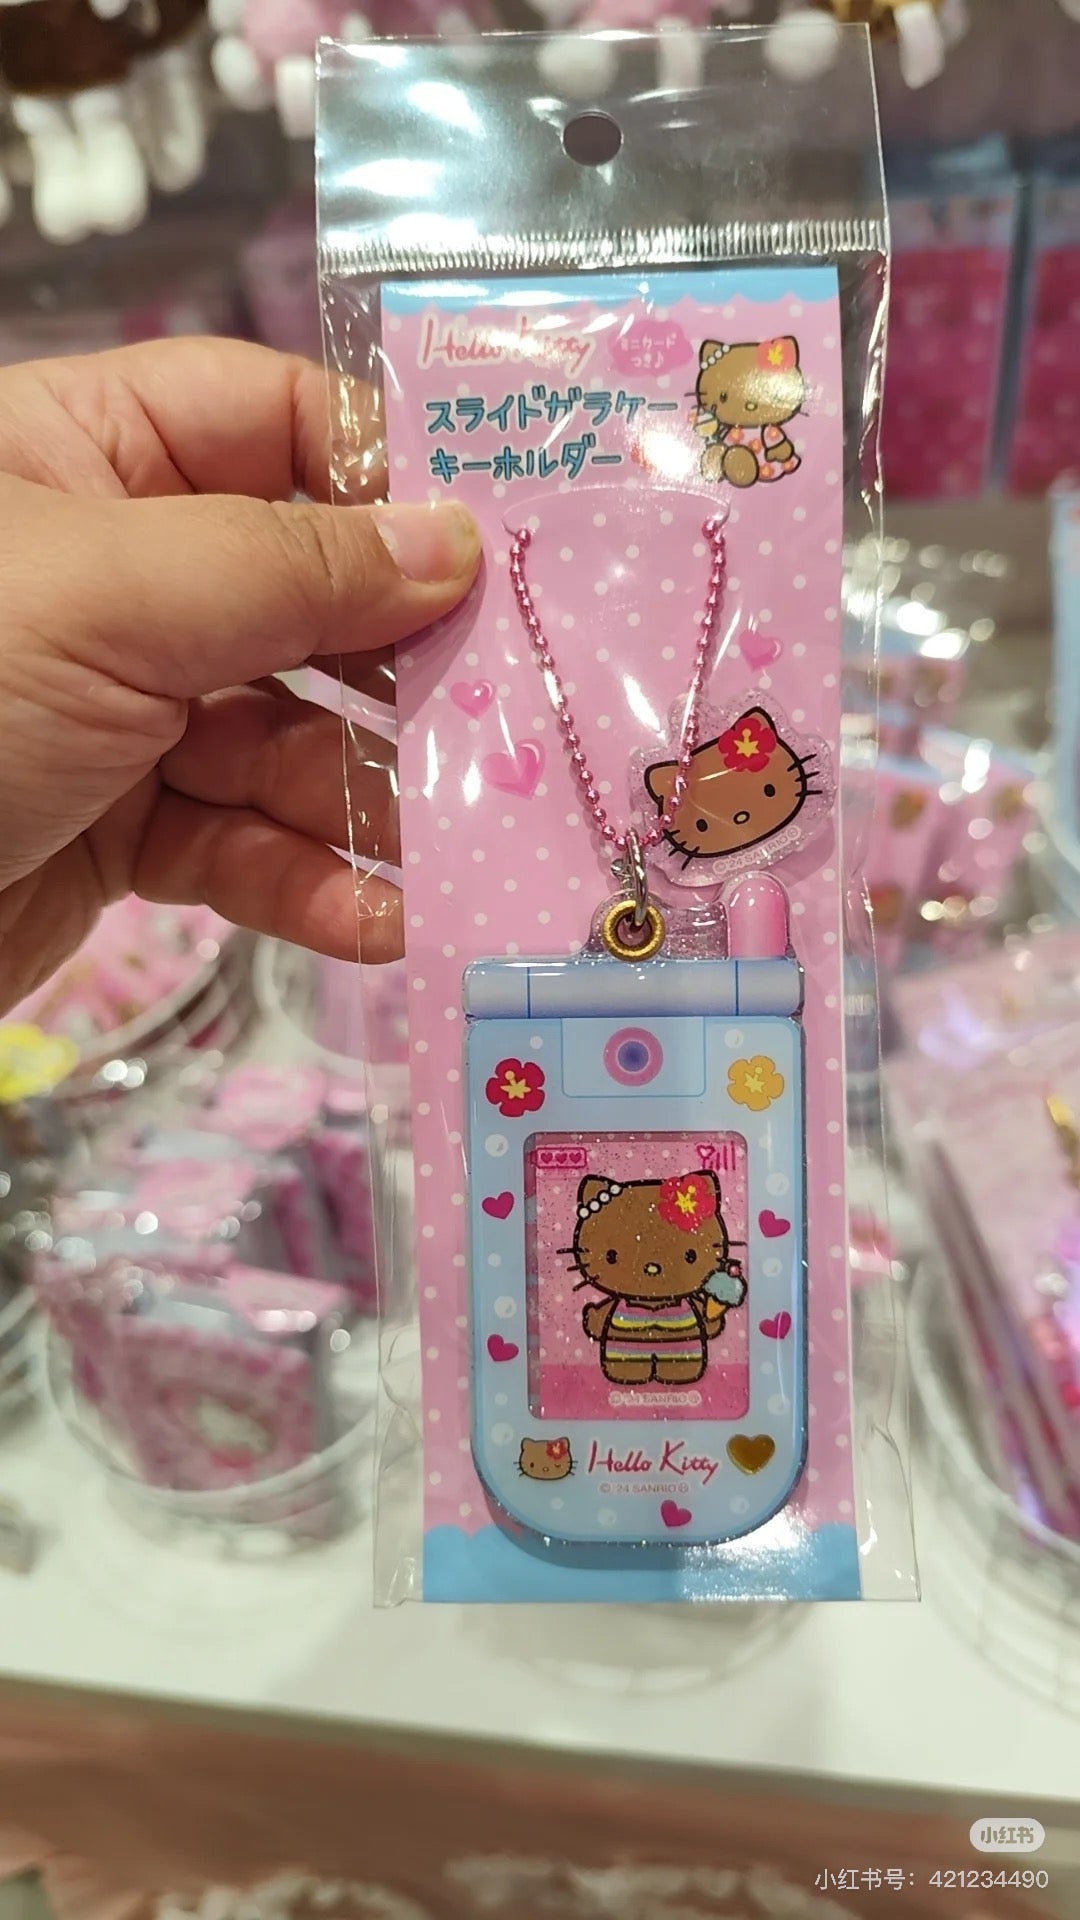 Hello Kitty
ミニカード
つき♪
スライドガラケー
キーホルダー
© '24 SANRIO
© '24 SANRIO
Hello Kitty
© '24 SANRIO
小红书
小红书号：421234490